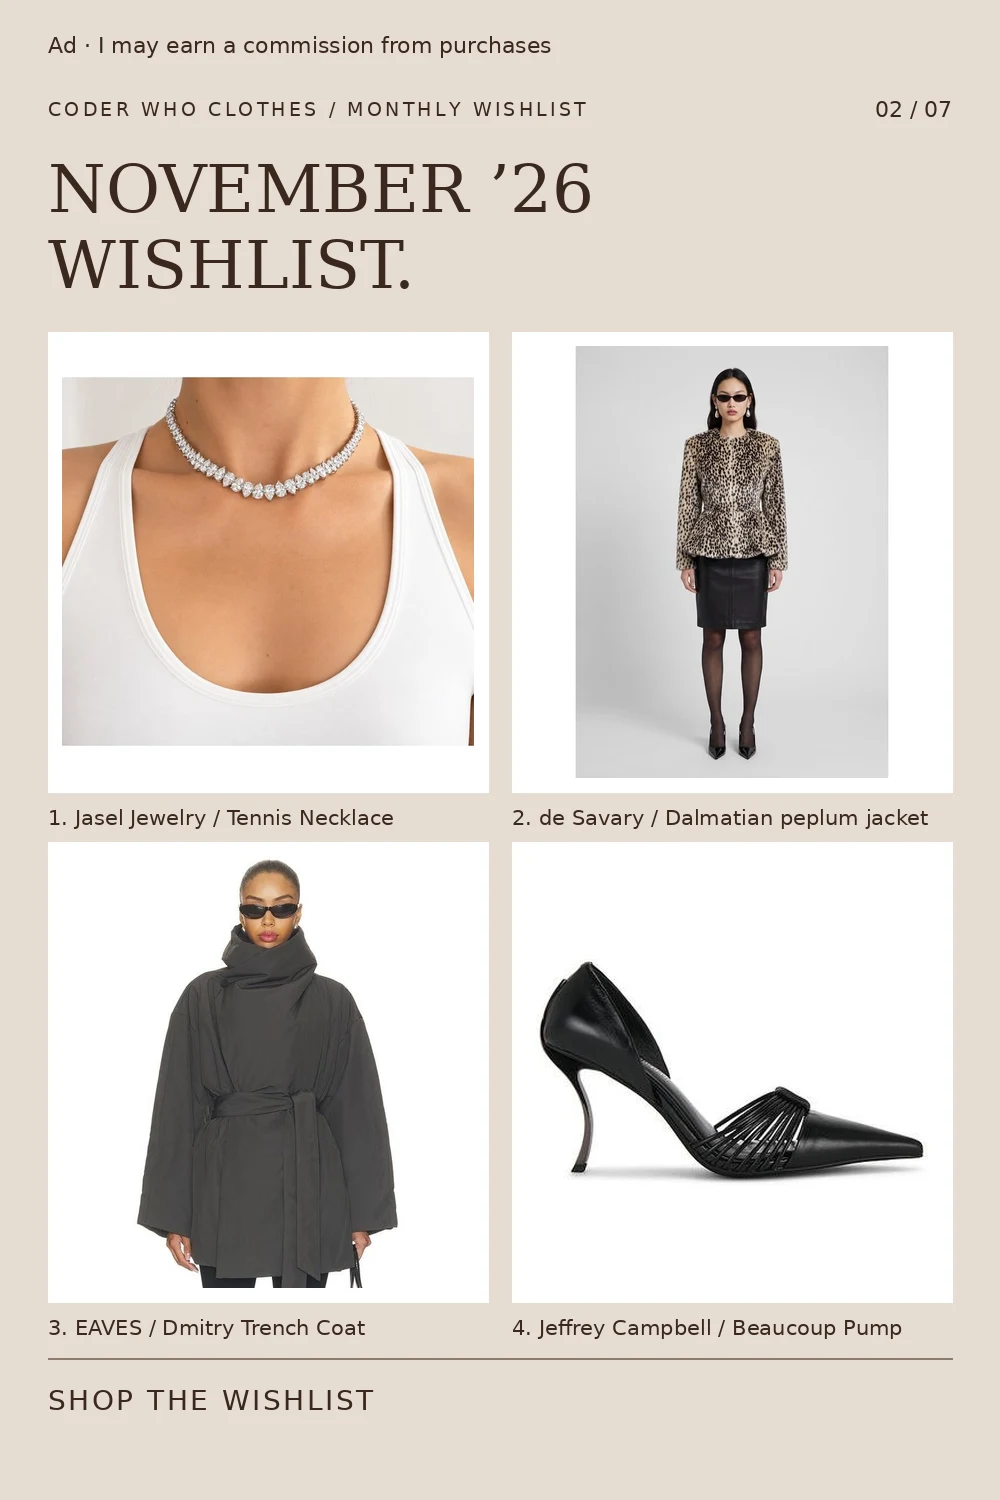 Ad · I may earn a commission from purchases
CODER WHO CLOTHES / MONTHLY WISHLIST
02 / 07
NOVEMBER ’26
WISHLIST.
1. Jasel Jewelry / Tennis Necklace
2. de Savary / Dalmatian peplum jacket
3. EAVES / Dmitry Trench Coat
4. Jeffrey Campbell / Beaucoup Pump
SHOP THE WISHLIST